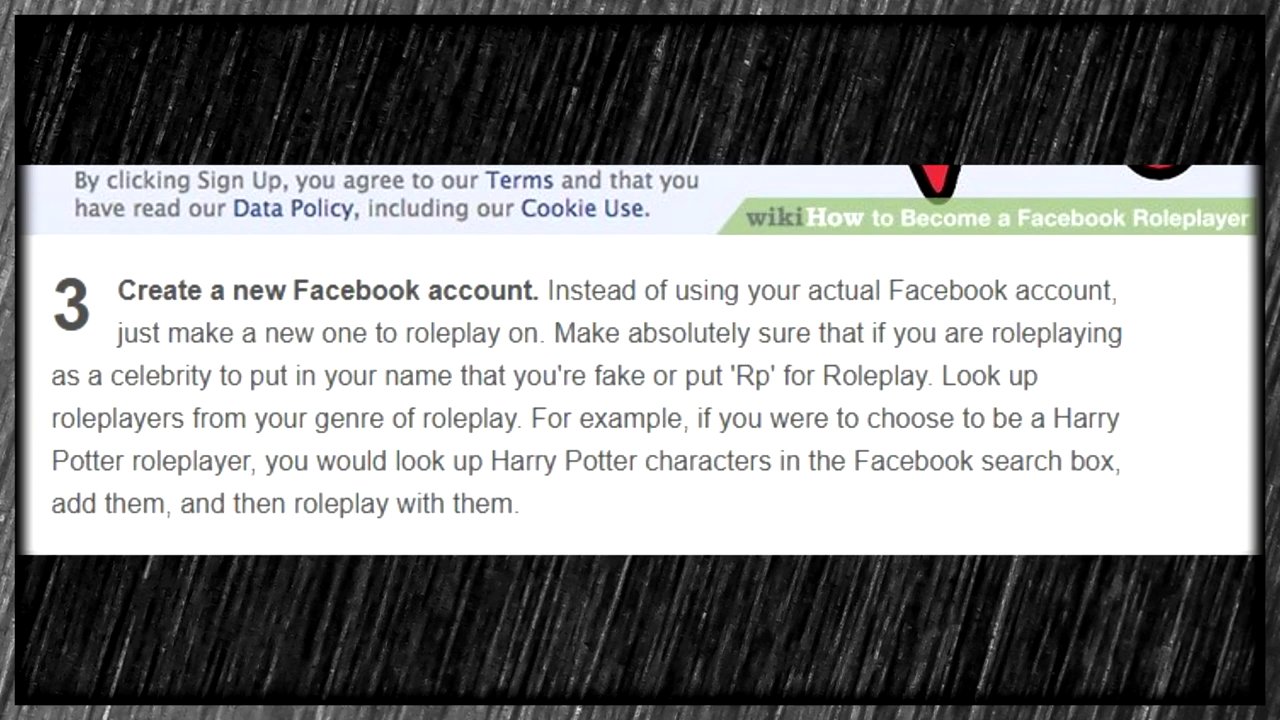 By clicking Sign Up, you agree to our Terms and that you
have read our Data Policy, including our Cookie Use.
wikiHow to Become a Facebook Roleplayer
3 Create a new Facebook account. Instead of using your actual Facebook account,
just make a new one to roleplay on. Make absolutely sure that if you are roleplaying
as a celebrity to put in your name that you're fake or put 'Rp' for Roleplay. Look up
roleplayers from your genre of roleplay. For example, if you were to choose to be a Harry
Potter roleplayer, you would look up Harry Potter characters in the Facebook search box,
add them, and then roleplay with them.